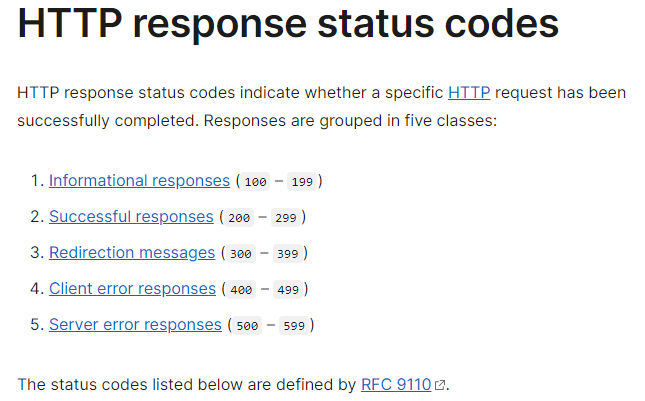 HTTP response status codes
HTTP response status codes indicate whether a specific HTTP request has been
successfully completed. Responses are grouped in five classes:
1. Informational responses ( 100 – 199 )
2. Successful responses ( 200 – 299 )
3. Redirection messages ( 300 – 399 )
4. Client error responses ( 400 – 499 )
5. Server error responses ( 500 – 599 )
The status codes listed below are defined by RFC 9110.